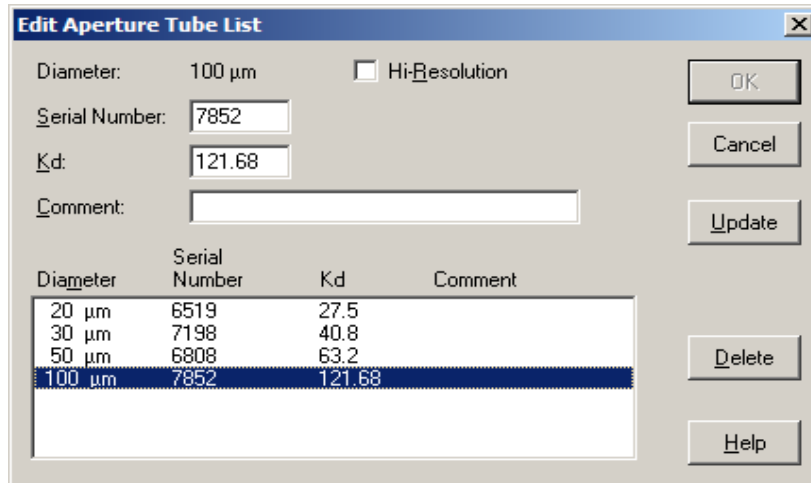 Edit Aperture Tube List
Diameter: 100 µm Hi-Resolution
OK
Serial Number: 7852
Kd: 121.68
Cancel
Comment:
Update
Diameter Serial Number Kd Comment
20 µm 6519 27.5
30 µm 7198 40.8
50 µm 6808 63.2
100 µm 7852 121.68
Delete
Help